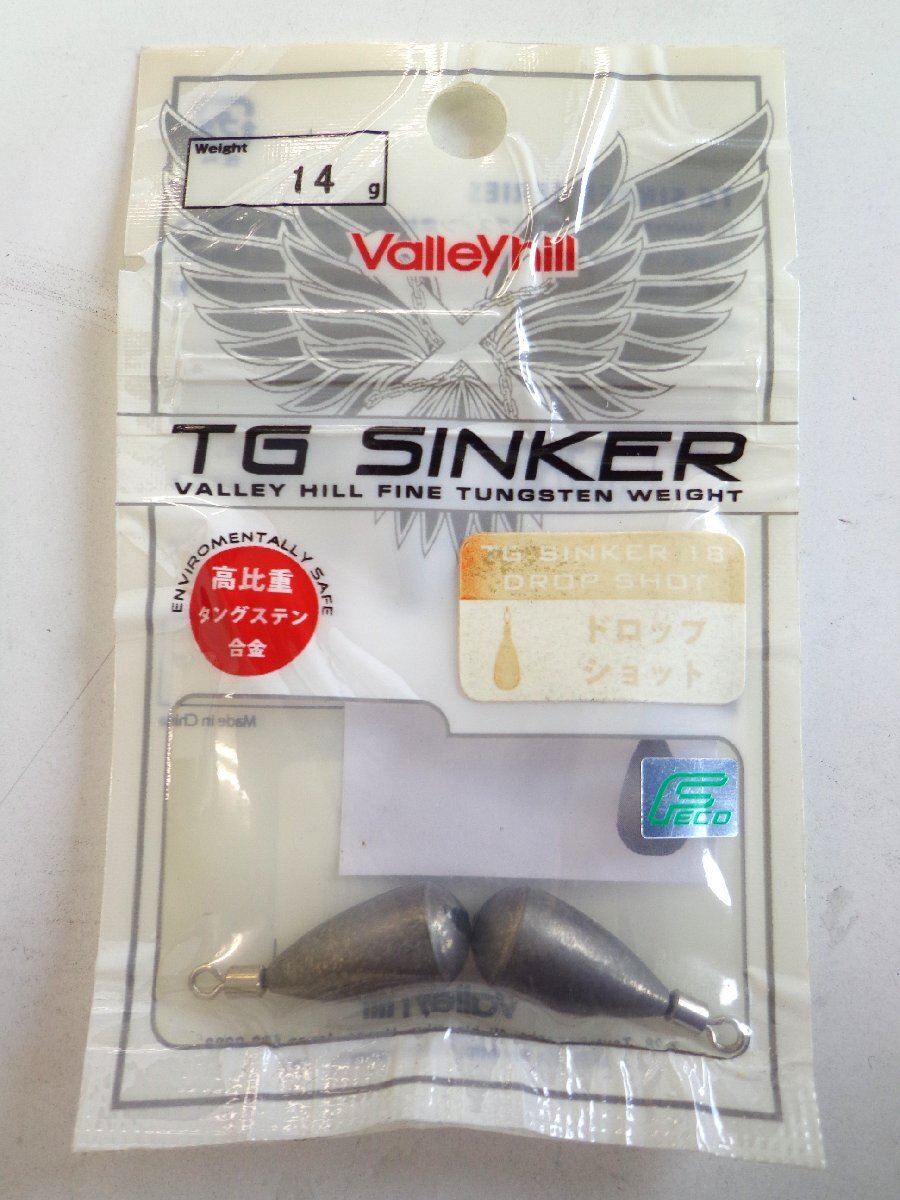 Weight
14 g
ValleyHill
TG SINKER
VALLEY HILL FINE TUNGSTEN WEIGHT
ENVIROMENTALLY SAFE
高比重
タングステン
合金
TG SINKER 18
DROP SHOT
ドロップ
ショット
Made in China
FECO
ValleyHill